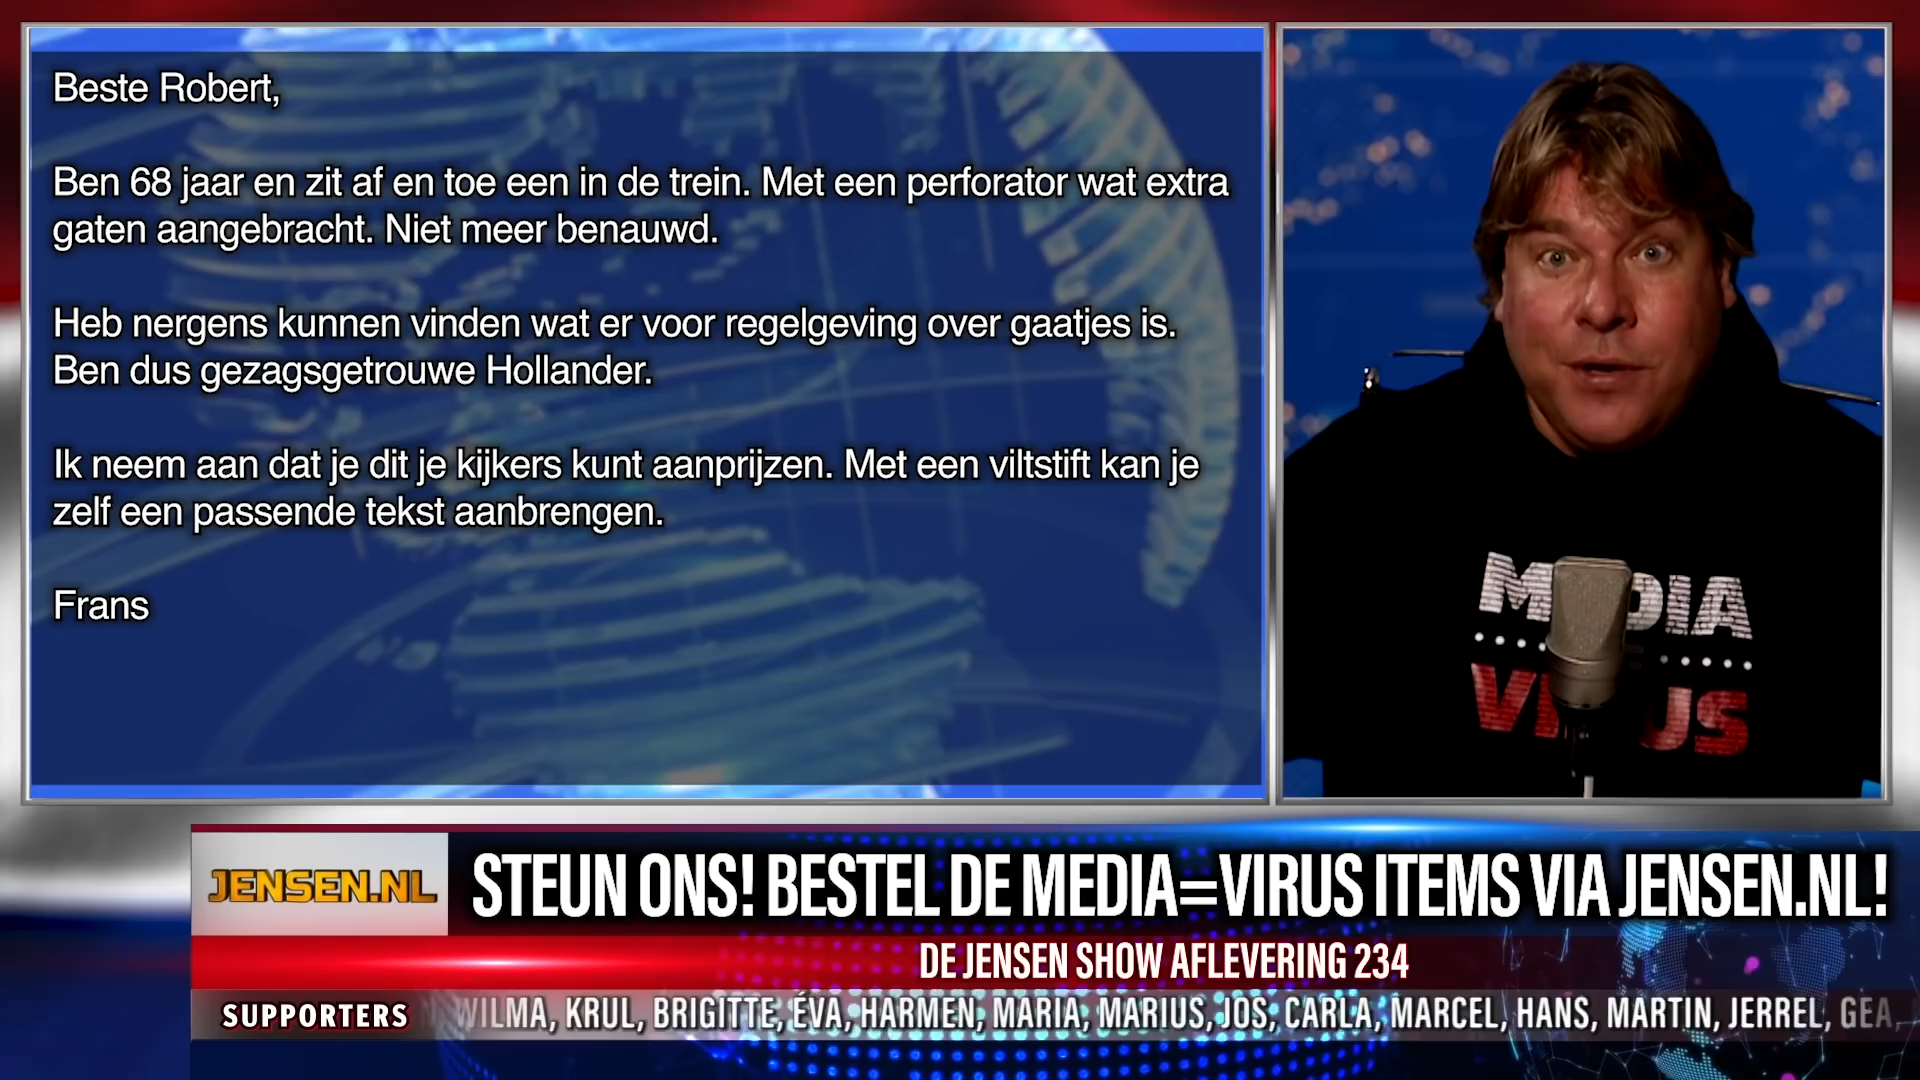 Beste Robert,
Ben 68 jaar en zit af en toe een in de trein. Met een perforator wat extra
gaten aangebracht. Niet meer benauwd.
Heb nergens kunnen vinden wat er voor regelgeving over gaatjes is.
Ben dus gezagsgetrouwe Hollander.
Ik neem aan dat je dit je kijkers kunt aanprijzen. Met een viltstift kan je
zelf een passende tekst aanbrengen.
Frans
JENSEN.NL
STEUN ONS! BESTEL DE MEDIA=VIRUS ITEMS VIA JENSEN.NL!
DE JENSEN SHOW AFLEVERING 234
SUPPORTERS
WILMA, KRUL, BRIGITTE, ÉVA, HARMEN, MARIA, MARIUS, JOS, CARLA, MARCEL, HANS, MARTIN, JERREL, GEA,